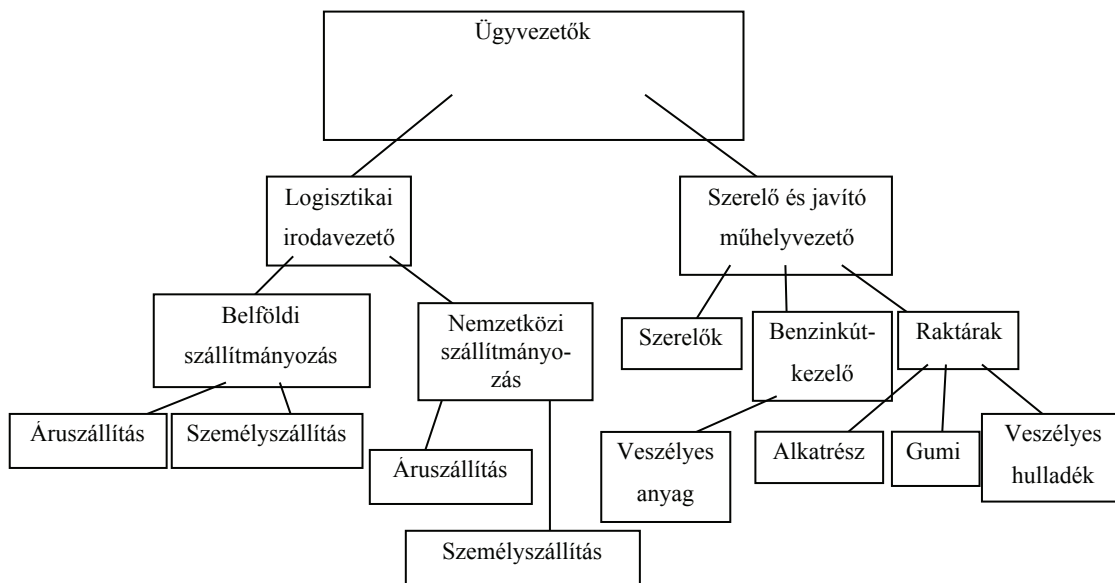 Ügyvezetők
Logisztikai
irodavezető
Szerelő és javító
műhelyvezető
Belföldi
szállítmányozás
Nemzetközi
szállítmányo-
zás
Szerelők
Benzinkút-
kezelő
Raktárak
Áruszállítás
Személyszállítás
Áruszállítás
Személyszállítás
Veszélyes
anyag
Alkatrész
Gumi
Veszélyes
hulladék